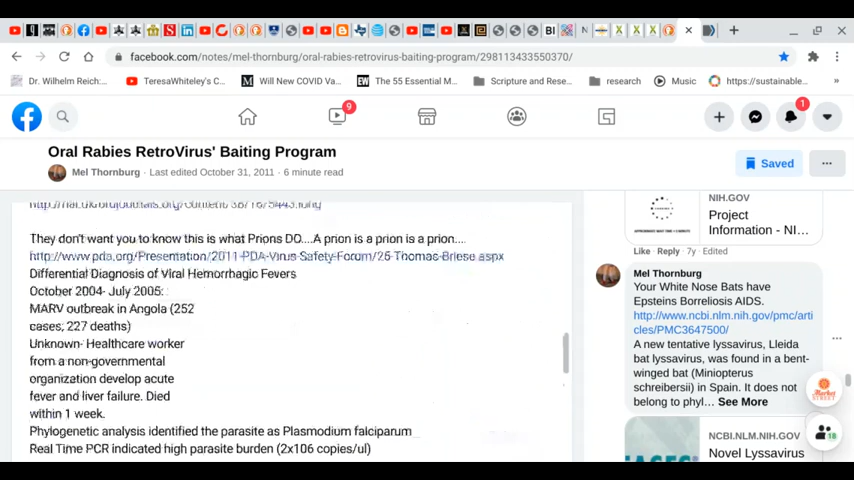 BI
N
facebook.com/notes/mel-thornburg/oral-rabies-retrovirus-baiting-program/298113433550370/
Dr. Wilhelm Reich:...
TeresaWhiteley's C...
M
Will New COVID Va...
EW
The 55 Essential M...
Scripture and Rese...
research
Music
https://sustainable...
9
1
Oral Rabies RetroVirus' Baiting Program
Mel Thornburg · Last edited October 31, 2011 · 6 minute read
Saved
They don't want you to know this is what Prions DO....A prion is a prion is a prion....
http://www.pda.org/Presentation/2011-PDA-Virus-Safety-Forum/25-Thomas-Briese.aspx
Differential Diagnosis of Viral Hemorrhagic Fevers
October 2004- July 2005:
MARV outbreak in Angola (252
cases; 227 deaths)
Unknown- Healthcare worker
from a non-governmental
organization develop acute
fever and liver failure. Died
within 1 week.
Phylogenetic analysis identified the parasite as Plasmodium falciparum
Real Time PCR indicated high parasite burden (2x106 copies/ul)
NIH.GOV
Project
Information - NI...
Like · Reply · 7y · Edited
Mel Thornburg
Your White Nose Bats have
Epsteins Borreliosis AIDS.
http://www.ncbi.nlm.nih.gov/pmc/arti
cles/PMC3647500/
A new tentative lyssavirus, Lleida
bat lyssavirus, was found in a bent-
winged bat (Miniopterus
schreibersii) in Spain. It does not
belong to phyl... See More
NCBI.NLM.NIH.GOV
Novel Lyssavirus
18